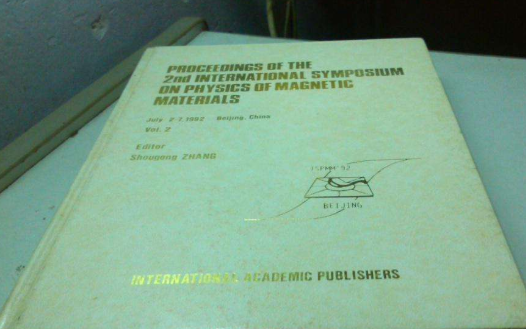 PROCEEDINGS OF THE
2nd INTERNATIONAL SYMPOSIUM
ON PHYSICS OF MAGNETIC
MATERIALS
July 2-7, 1992 Beijing, China
Vol. 2
Editor
Shougong ZHANG
ISPMM'92
BEIJING
INTERNATIONAL ACADEMIC PUBLISHERS